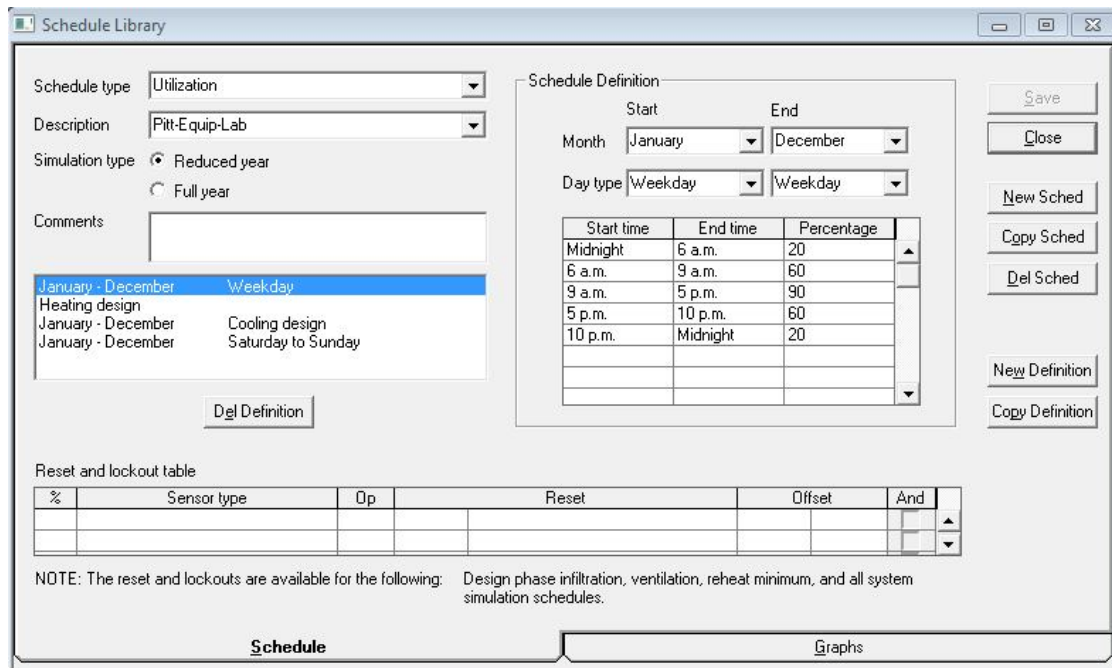 Schedule Library
Schedule type Utilization
Description Pitt-Equip-Lab
Simulation type Reduced year
Full year
Comments
January - December Weekday
Heating design
January - December Cooling design
January - December Saturday to Sunday
Del Definition
Schedule Definition
Start End
Month January December
Day type Weekday Weekday
Start time End time Percentage
Midnight 6 a.m. 20
6 a.m. 9 a.m. 60
9 a.m. 5 p.m. 90
5 p.m. 10 p.m. 60
10 p.m. Midnight 20
Save
Close
New Sched
Copy Sched
Del Sched
New Definition
Copy Definition
Reset and lockout table
% Sensor type Op Reset Offset And
NOTE: The reset and lockouts are available for the following: Design phase infiltration, ventilation, reheat minimum, and all system
simulation schedules.
Schedule Graphs